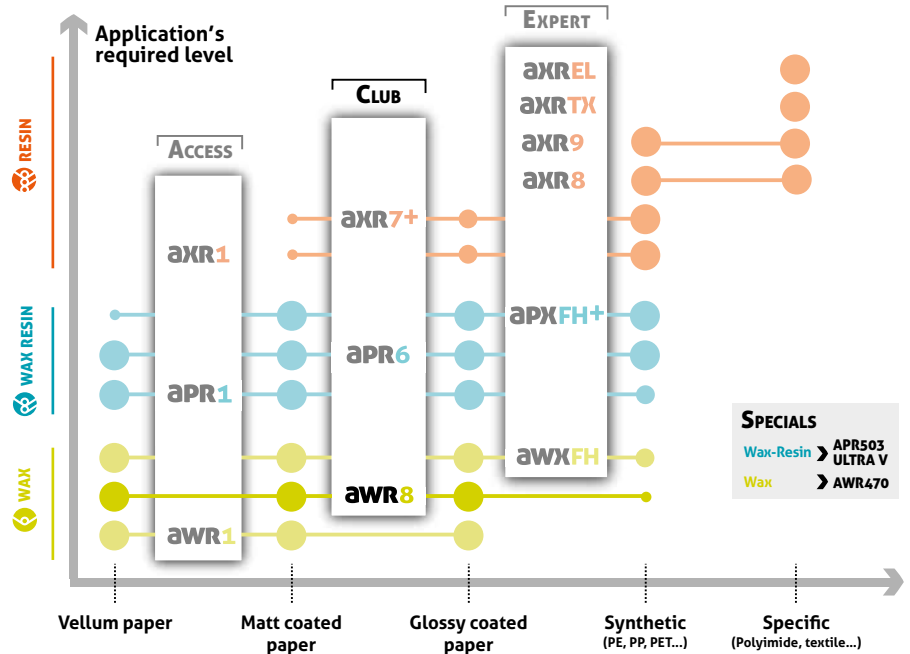 Application's
required level
EXPERT
CLUB
ACCESS
RESIN
WAX RESIN
WAX
aXREL
aXRTX
aXR9
aXR8
aXR7+
aXR1
aPXFH+
aPR6
aPR1
aWXFH
aWR8
aWR1
SPECIALS
Wax-Resin > APR503
ULTRA V
Wax > AWR470
Vellum paper
Matt coated
paper
Glossy coated
paper
Synthetic
(PE, PP, PET...)
Specific
(Polyimide, textile...)